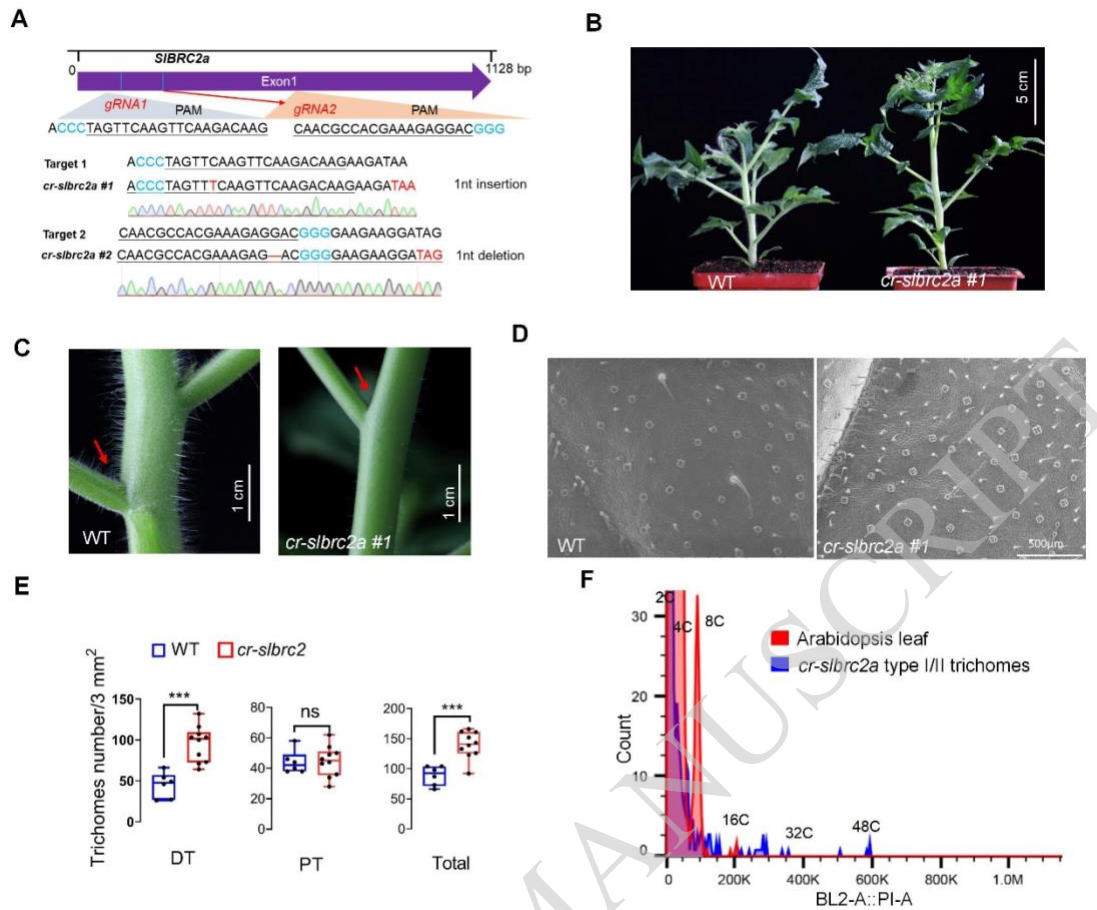 A
SlBRC2a
0
1128 bp
Exon1
gRNA1
PAM
gRNA2
PAM
ACCCTAGTTCAAGTTCAAGACAAG
CAACGCCACGAAAGAGGACGGG
Target 1
ACCCTAGTTCAAGTTCAAGACAAGAAGATAA
cr-slbrc2a #1
ACCCTAGTTTCAAGTTCAAGACAAGAAGATAA
1nt insertion
Target 2
CAACGCCACGAAAGAGGACGGGGAAGAAGGATAG
cr-slbrc2a #2
CAACGCCACGAAAGAG—ACGGGGAAGAAGGATAG
1nt deletion
B
5 cm
WT
cr-slbrc2a #1
C
WT
1 cm
cr-slbrc2a #1
1 cm
D
WT
cr-slbrc2a #1
500μm
E
WT
cr-slbrc2
Trichomes number/3 mm²
150
100
50
0
***
DT
80
60
40
20
0
ns
PT
200
150
100
50
0
***
Total
F
30
20
10
0
Count
2C
4C
8C
16C
32C
48C
Arabidopsis leaf
cr-slbrc2a type I/II trichomes
0
200K
400K
600K
800K
1.0M
BL2-A::PI-A
MANUSCRIPT